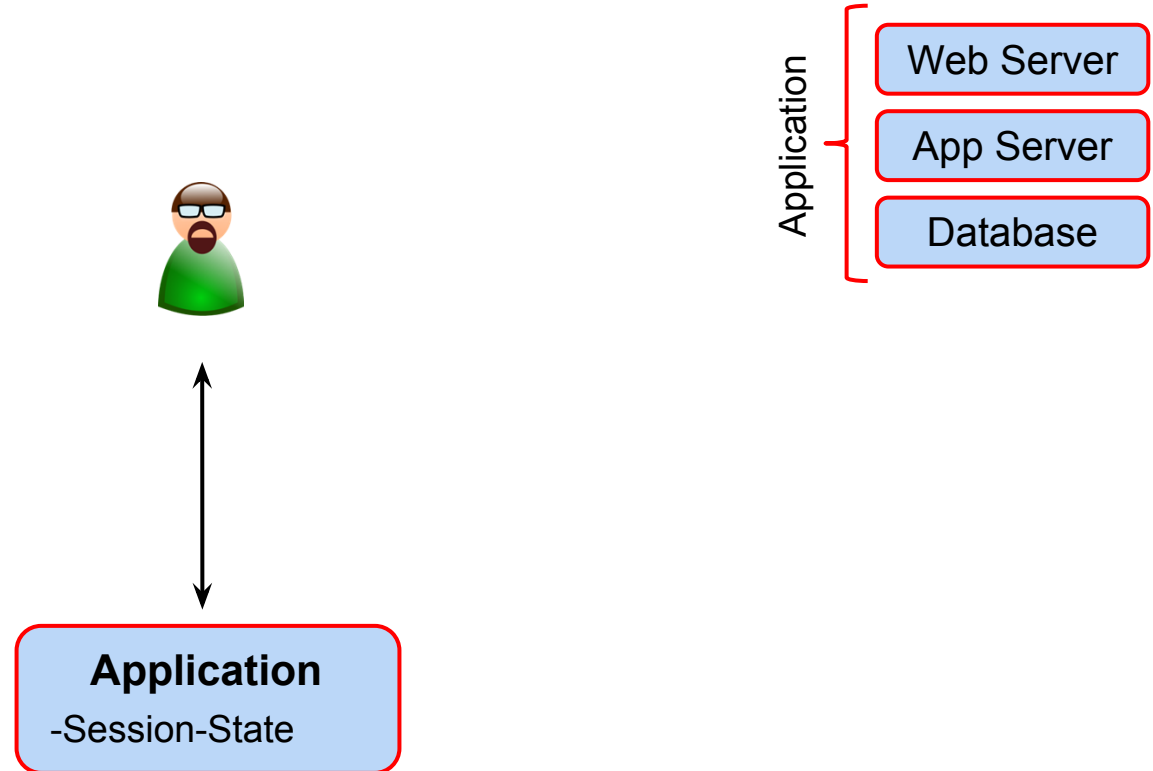 Application
Web Server
App Server
Database
Application
-Session-State